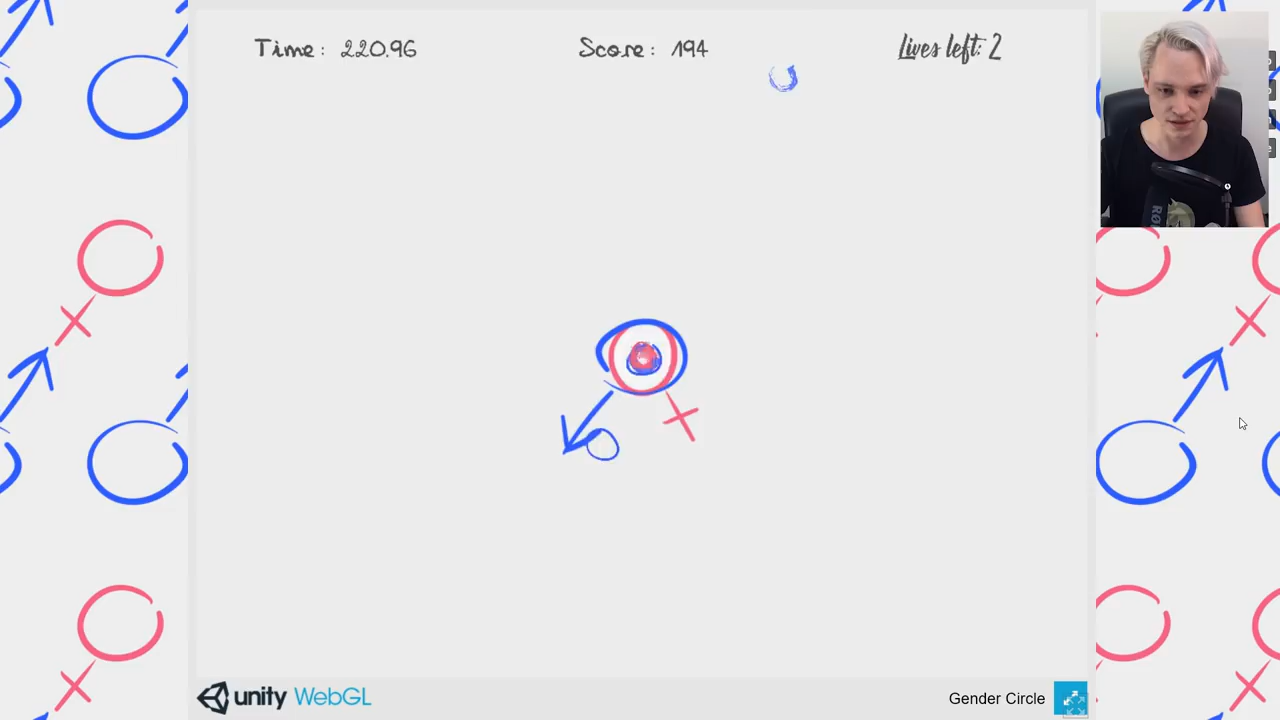 Time: 220.96
Score: 194
Lives left: 2
unity WebGL
Gender Circle